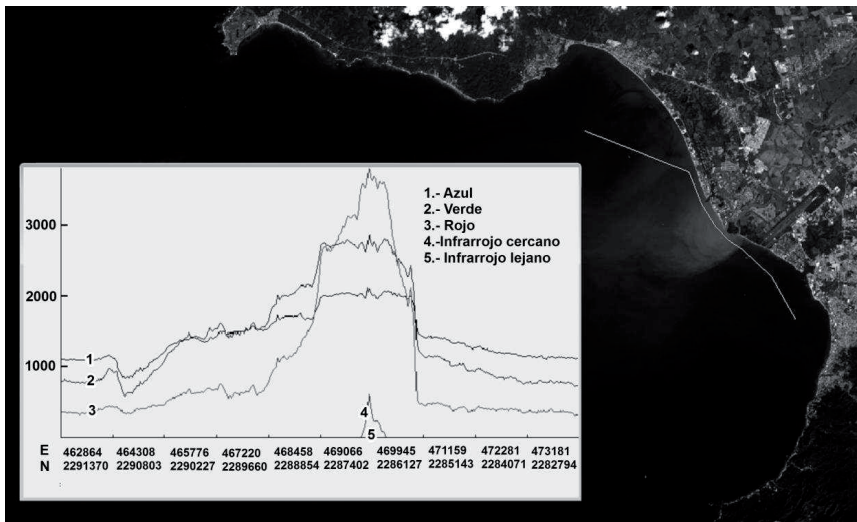 3000
2000
1000
1.- Azul
2.- Verde
3.- Rojo
4.-Infrarrojo cercano
5.- Infrarrojo lejano
1
2
3
4
5
E 462864 464308 465776 467220 468458 469066 469945 471159 472281 473181
N 2291370 2290803 2290227 2289660 2288854 2287402 2286127 2285143 2284071 2282794